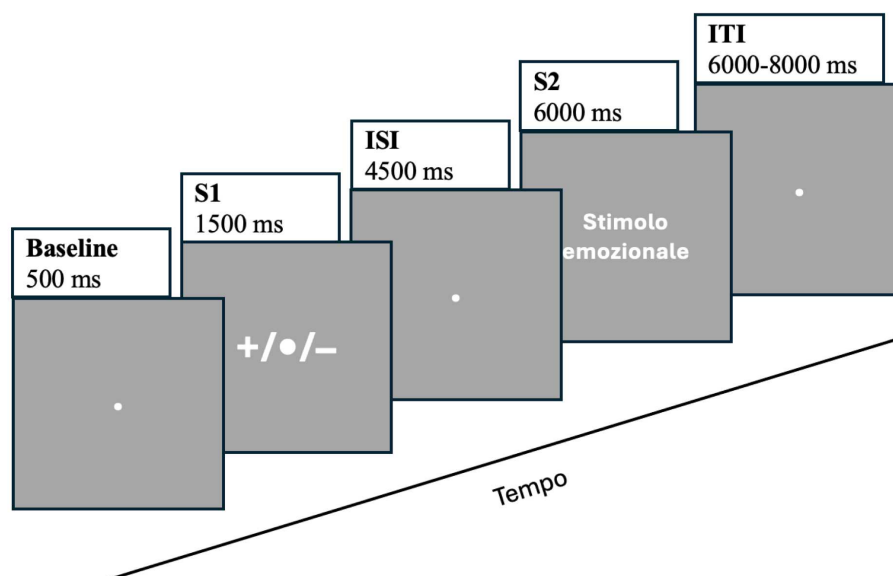 Baseline
500 ms
S1
1500 ms
+/●/–
ISI
4500 ms
S2
6000 ms
Stimolo
emozionale
ITI
6000-8000 ms
Tempo